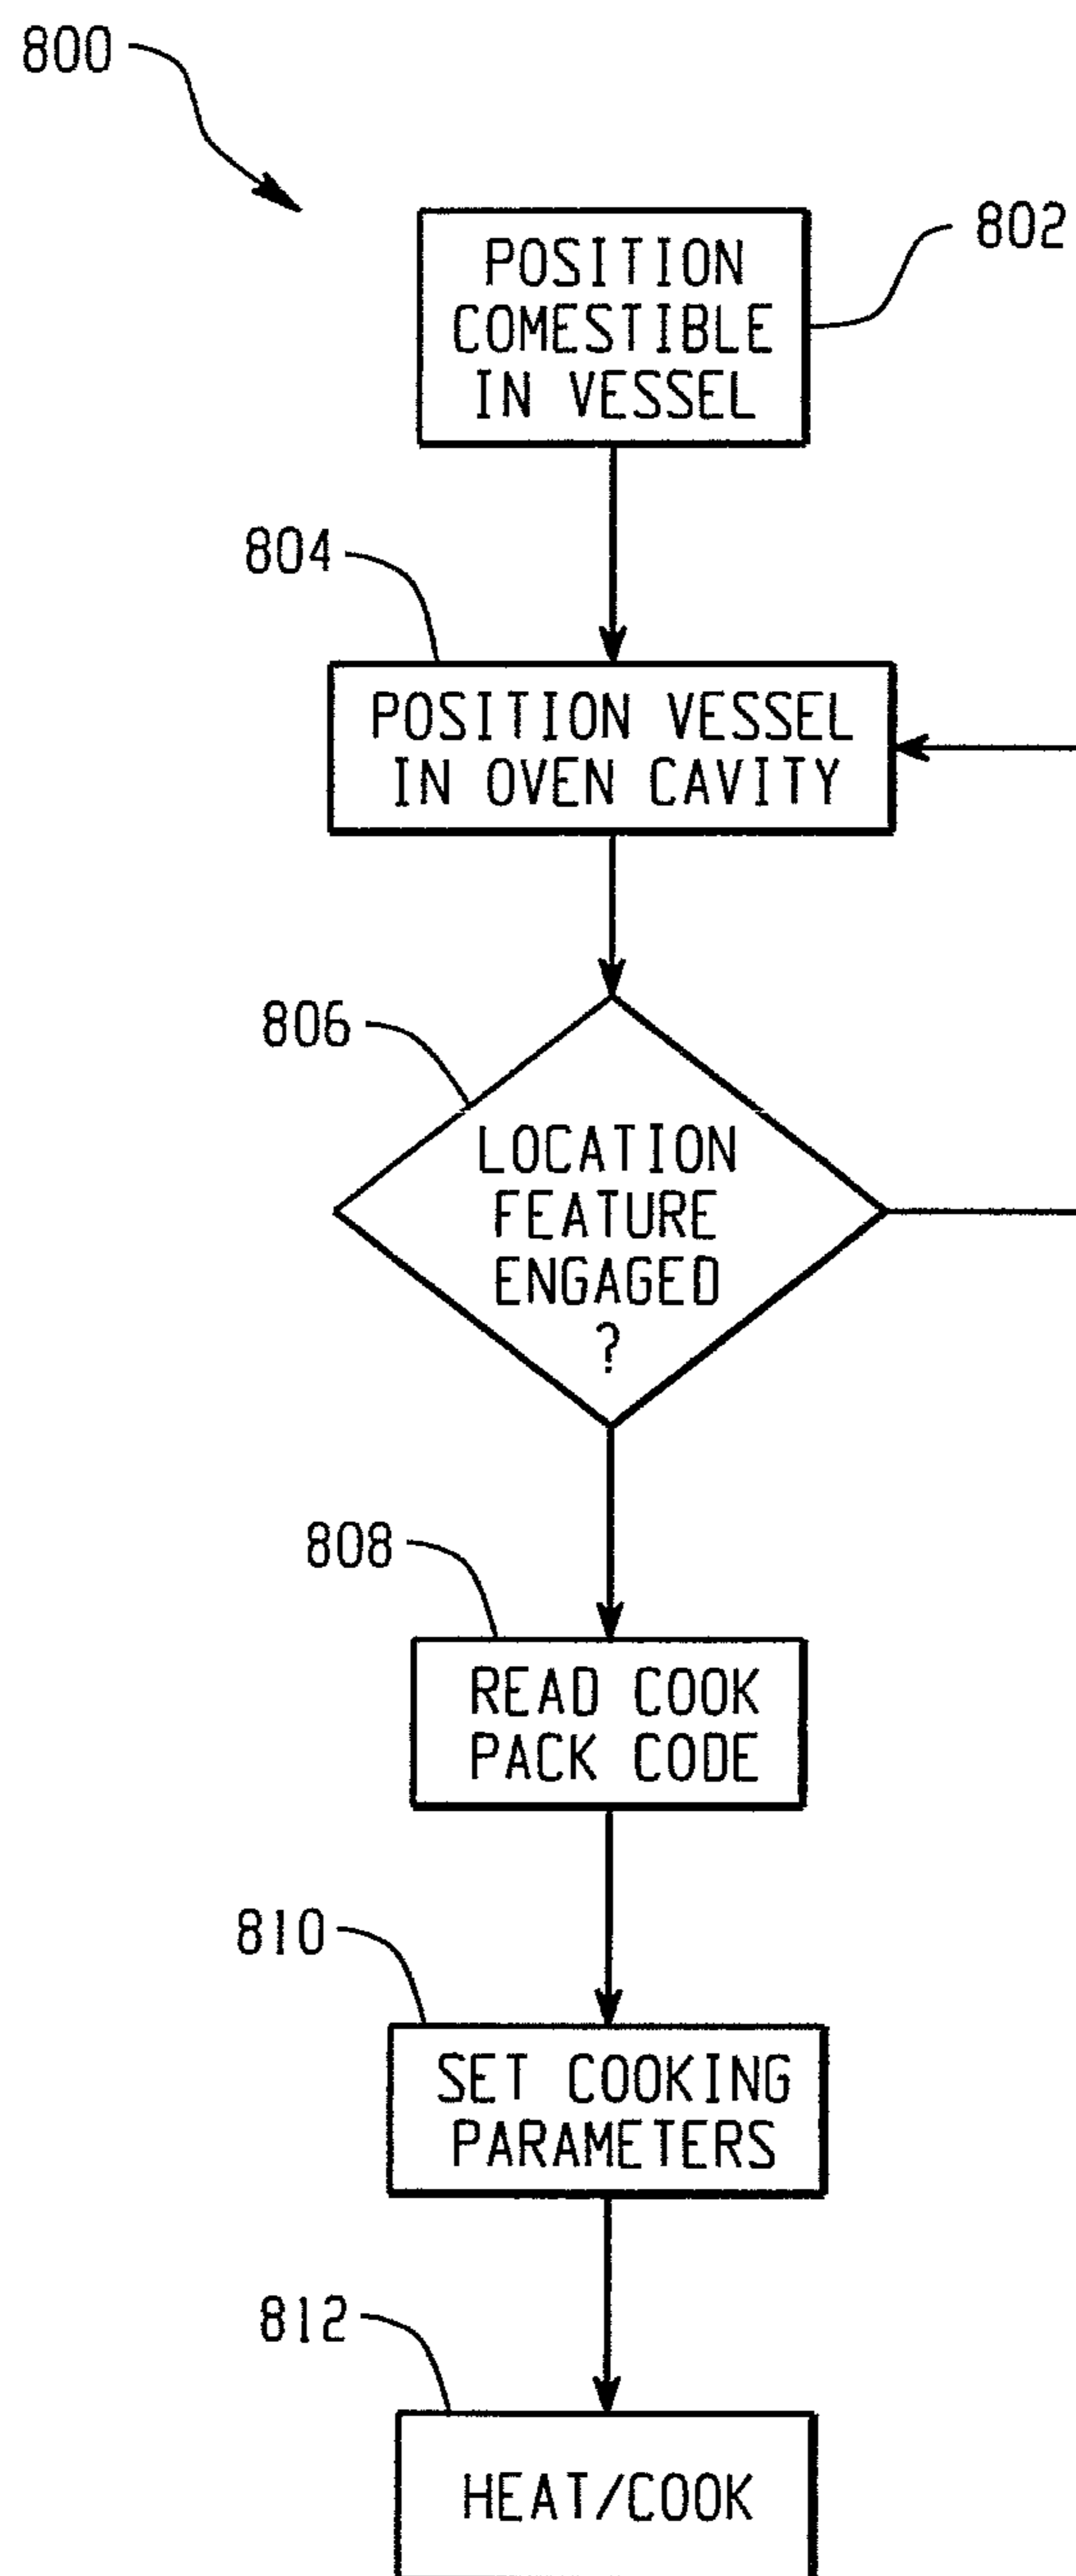 800
802
POSITION
COMESTIBLE
IN VESSEL
804
POSITION VESSEL
IN OVEN CAVITY
806
LOCATION
FEATURE
ENGAGED
?
808
READ COOK
PACK CODE
810
SET COOKING
PARAMETERS
812
HEAT/COOK